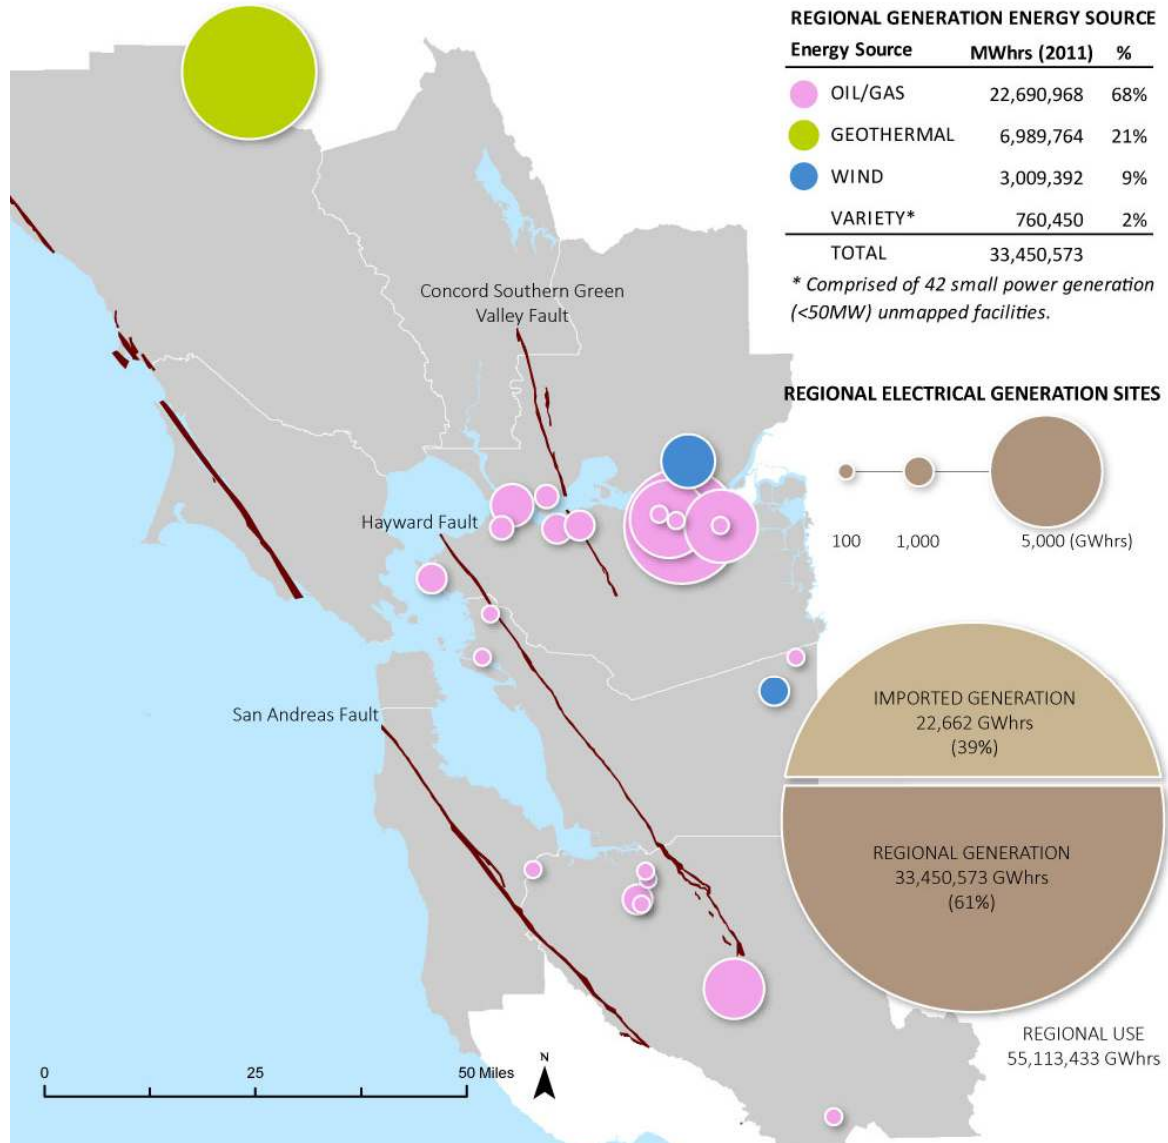 REGIONAL GENERATION ENERGY SOURCE
Energy Source MWhrs (2011) %
OIL/GAS 22,690,968 68%
GEOTHERMAL 6,989,764 21%
WIND 3,009,392 9%
VARIETY* 760,450 2%
TOTAL 33,450,573
* Comprised of 42 small power generation
(<50MW) unmapped facilities.
Concord Southern Green
Valley Fault
REGIONAL ELECTRICAL GENERATION SITES
100 1,000 5,000 (GWhrs)
Hayward Fault
San Andreas Fault
IMPORTED GENERATION
22,662 GWhrs
(39%)
REGIONAL GENERATION
33,450,573 GWhrs
(61%)
REGIONAL USE
55,113,433 GWhrs
0 25 50 Miles
N